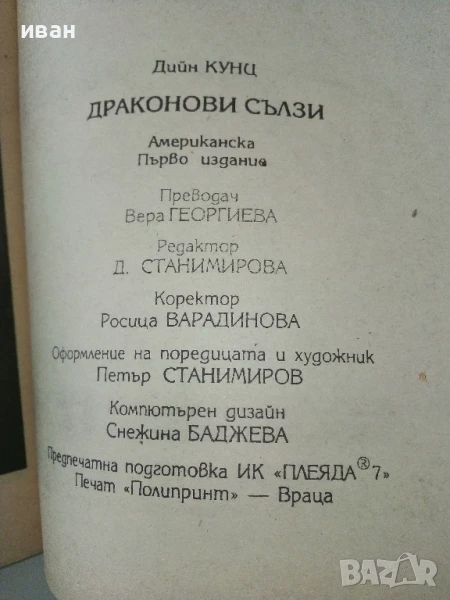 иван
Дийн КУНЦ
ДРАКОНОВИ СЪЛЗИ
Американска
Първо издание
Преводач
Вера ГЕОРГИЕВА
Редактор
Д. СТАНИМИРОВА
Коректор
Росица ВАРАДИНОВА
Оформление на поредицата и художник
Петър СТАНИМИРОВ
Компютърен дизайн
Снежина БАДЖЕВА
Предпечатна подготовка ИК «ПЛЕЯДА®7»
Печат «Полипринт» — Враца
BAZAR